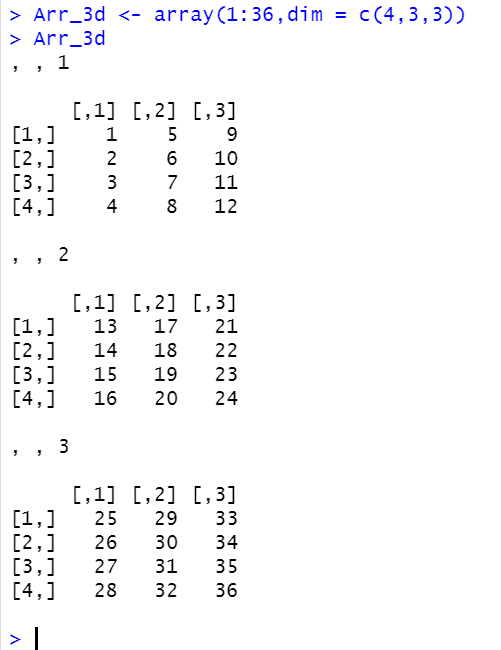 > Arr_3d <- array(1:36,dim = c(4,3,3))
> Arr_3d
, , 1
     [,1] [,2] [,3]
[1,]    1    5    9
[2,]    2    6   10
[3,]    3    7   11
[4,]    4    8   12
, , 2
     [,1] [,2] [,3]
[1,]   13   17   21
[2,]   14   18   22
[3,]   15   19   23
[4,]   16   20   24
, , 3
     [,1] [,2] [,3]
[1,]   25   29   33
[2,]   26   30   34
[3,]   27   31   35
[4,]   28   32   36
>